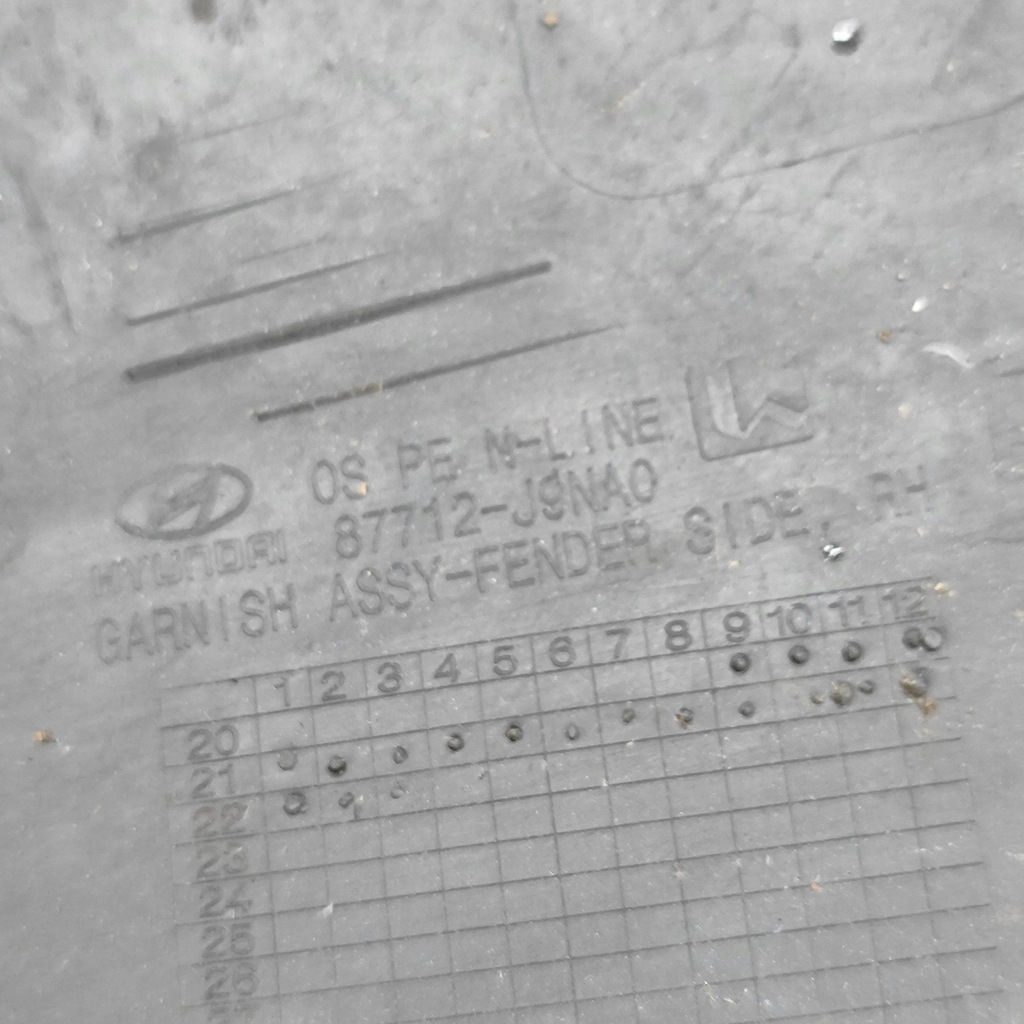 OS PE N-LINE
HYUNDAI 87712-J9NA0
GARNISH ASSY-FENDER SIDE, RH
1 2 3 4 5 6 7 8 9 10 11 12
20
21
22
23
24
25
26